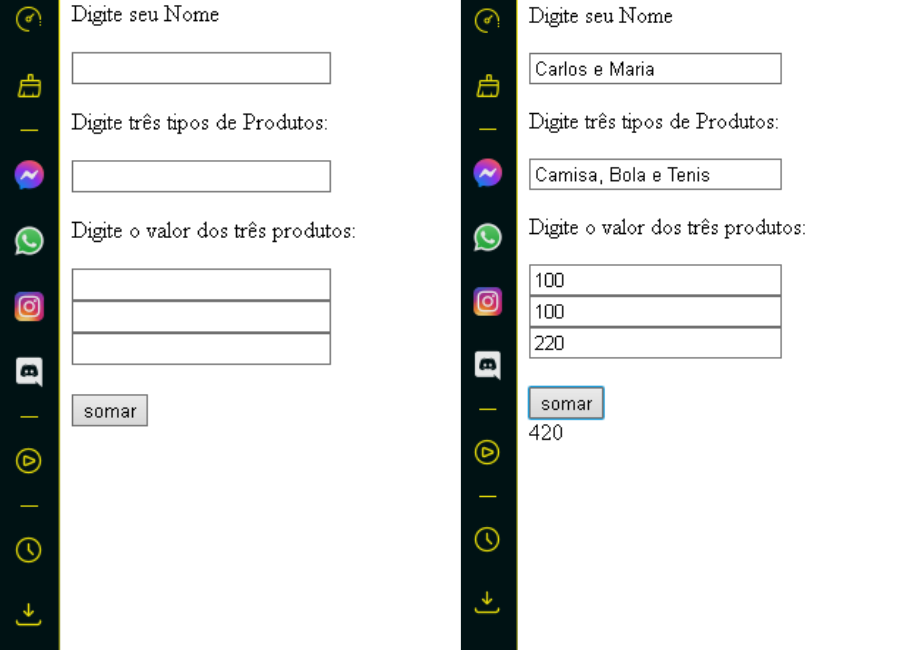 Digite seu Nome
Digite três tipos de Produtos:
Digite o valor dos três produtos:
somar
Digite seu Nome
Carlos e Maria
Digite três tipos de Produtos:
Camisa, Bola e Tenis
Digite o valor dos três produtos:
100
100
220
somar
420